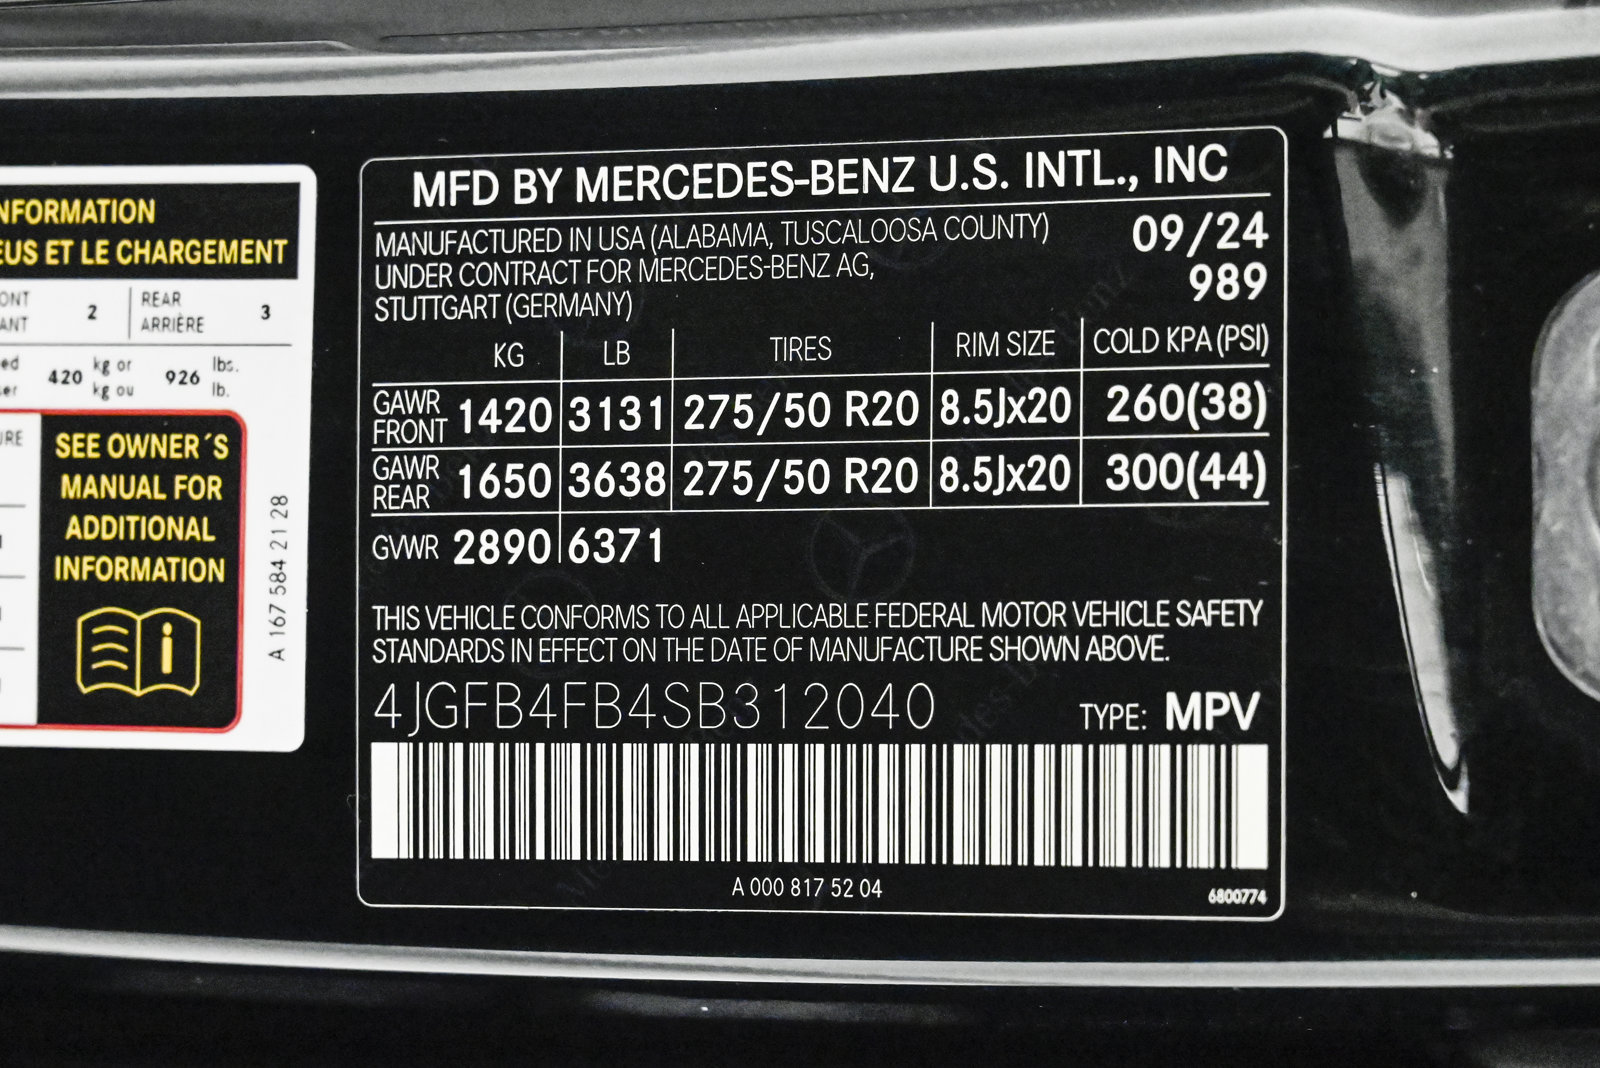 NFORMATION
EUS ET LE CHARGEMENT
ONT
ANT
2
REAR
ARRIÈRE
3
ed
ser
420
kg or
kg ou
926
lbs.
lb.
URE
SEE OWNER´S
MANUAL FOR
ADDITIONAL
INFORMATION
i
A 167 584 21 28
MFD BY MERCEDES-BENZ U.S. INTL., INC
MANUFACTURED IN USA (ALABAMA, TUSCALOOSA COUNTY) 09/24
UNDER CONTRACT FOR MERCEDES-BENZ AG, 989
STUTTGART (GERMANY)
KG LB TIRES RIM SIZE COLD KPA (PSI)
GAWR FRONT 1420 3131 275/50 R20 8.5Jx20 260(38)
GAWR REAR 1650 3638 275/50 R20 8.5Jx20 300(44)
GVWR 2890 6371
THIS VEHICLE CONFORMS TO ALL APPLICABLE FEDERAL MOTOR VEHICLE SAFETY
STANDARDS IN EFFECT ON THE DATE OF MANUFACTURE SHOWN ABOVE.
4JGFB4FB4SB312040 TYPE: MPV
A 000 817 52 04
6800774